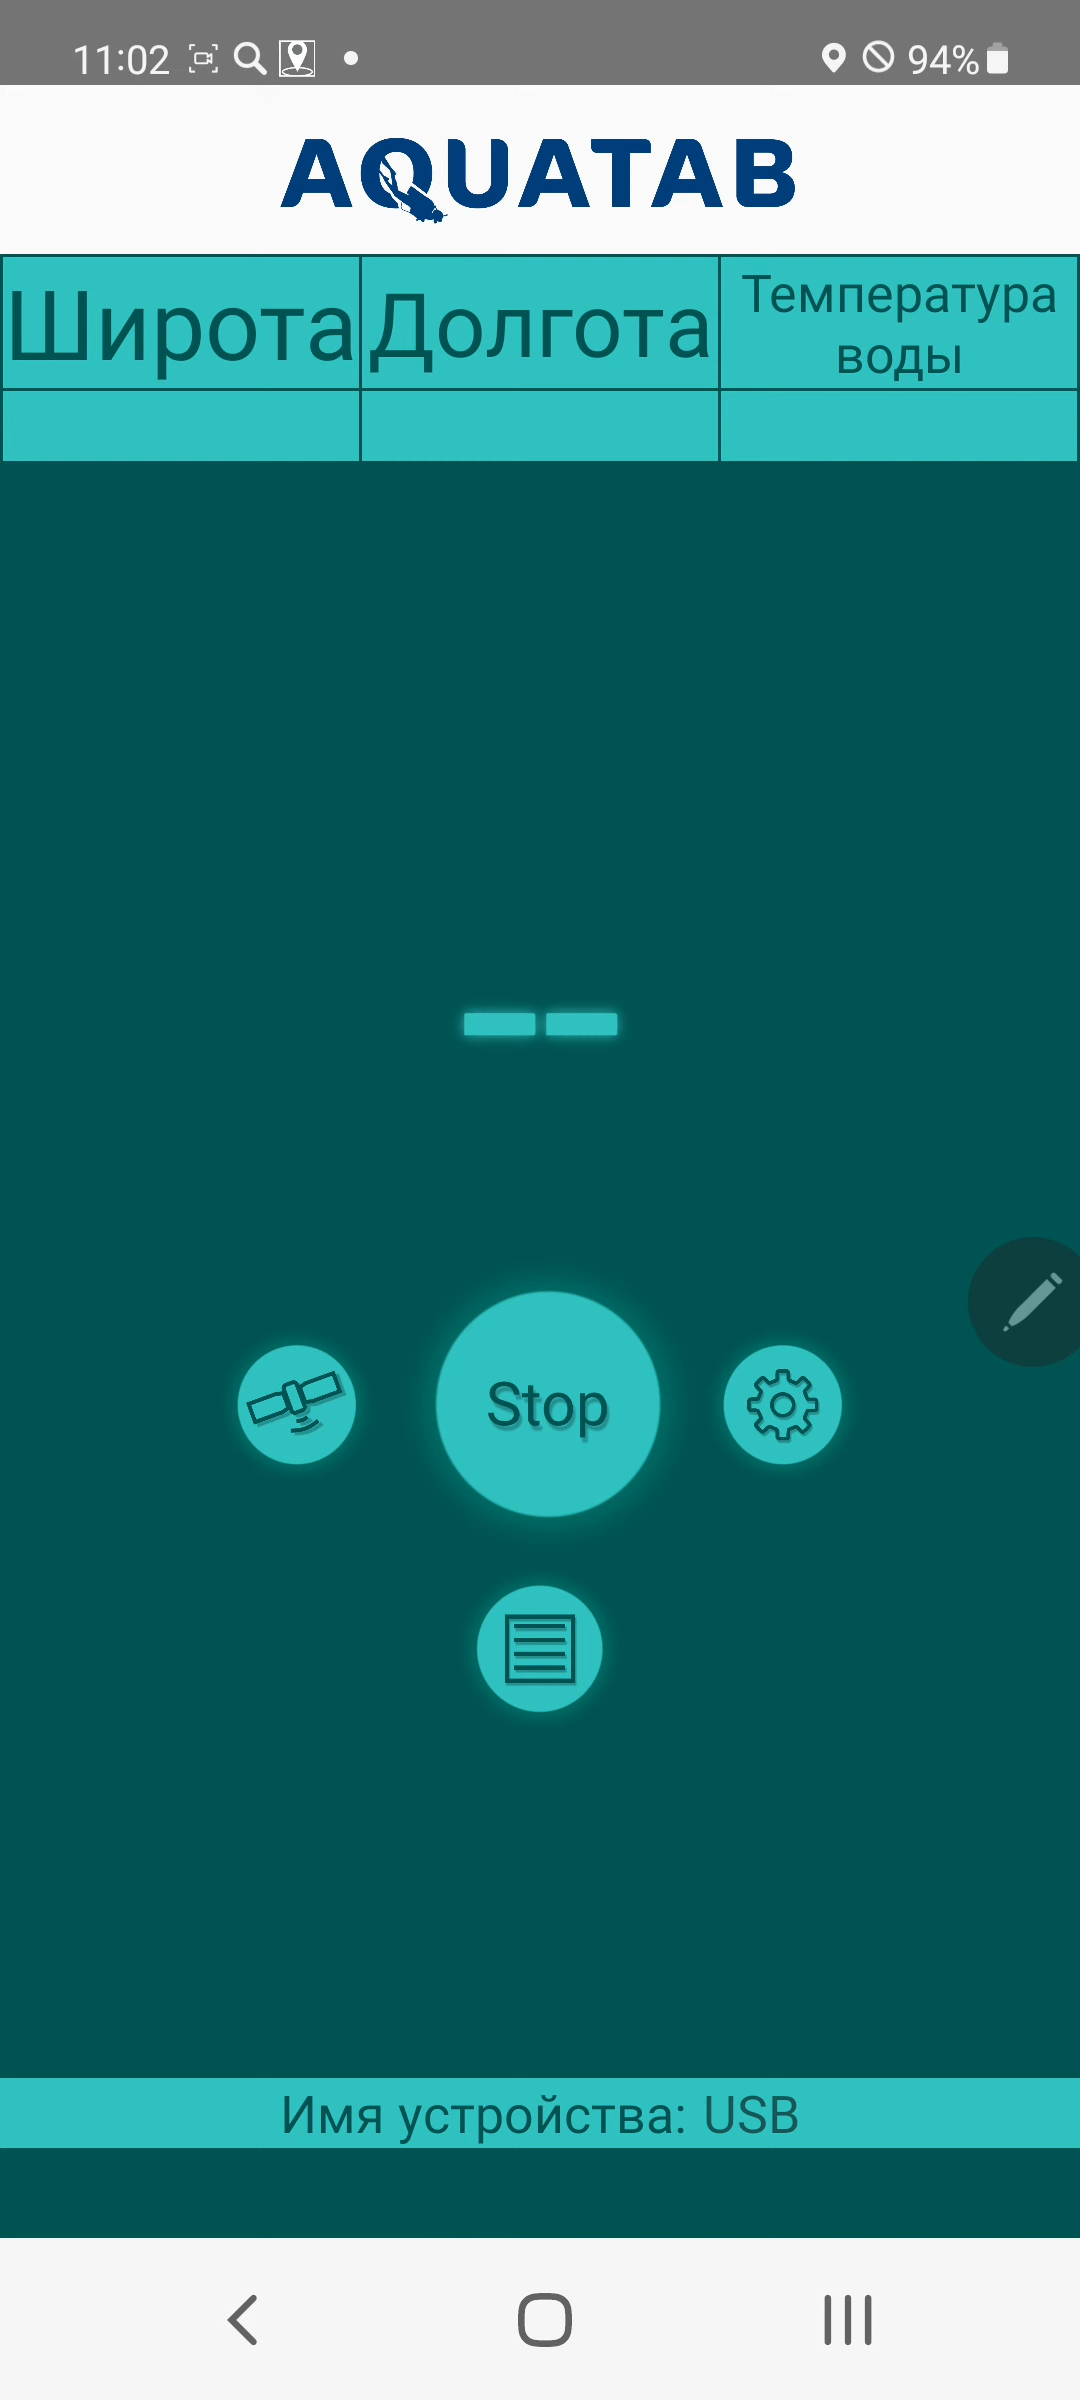 11:02
94%
AQUATAB
Широта
Долгота
Температура
воды
Stop
Имя устройства: USB